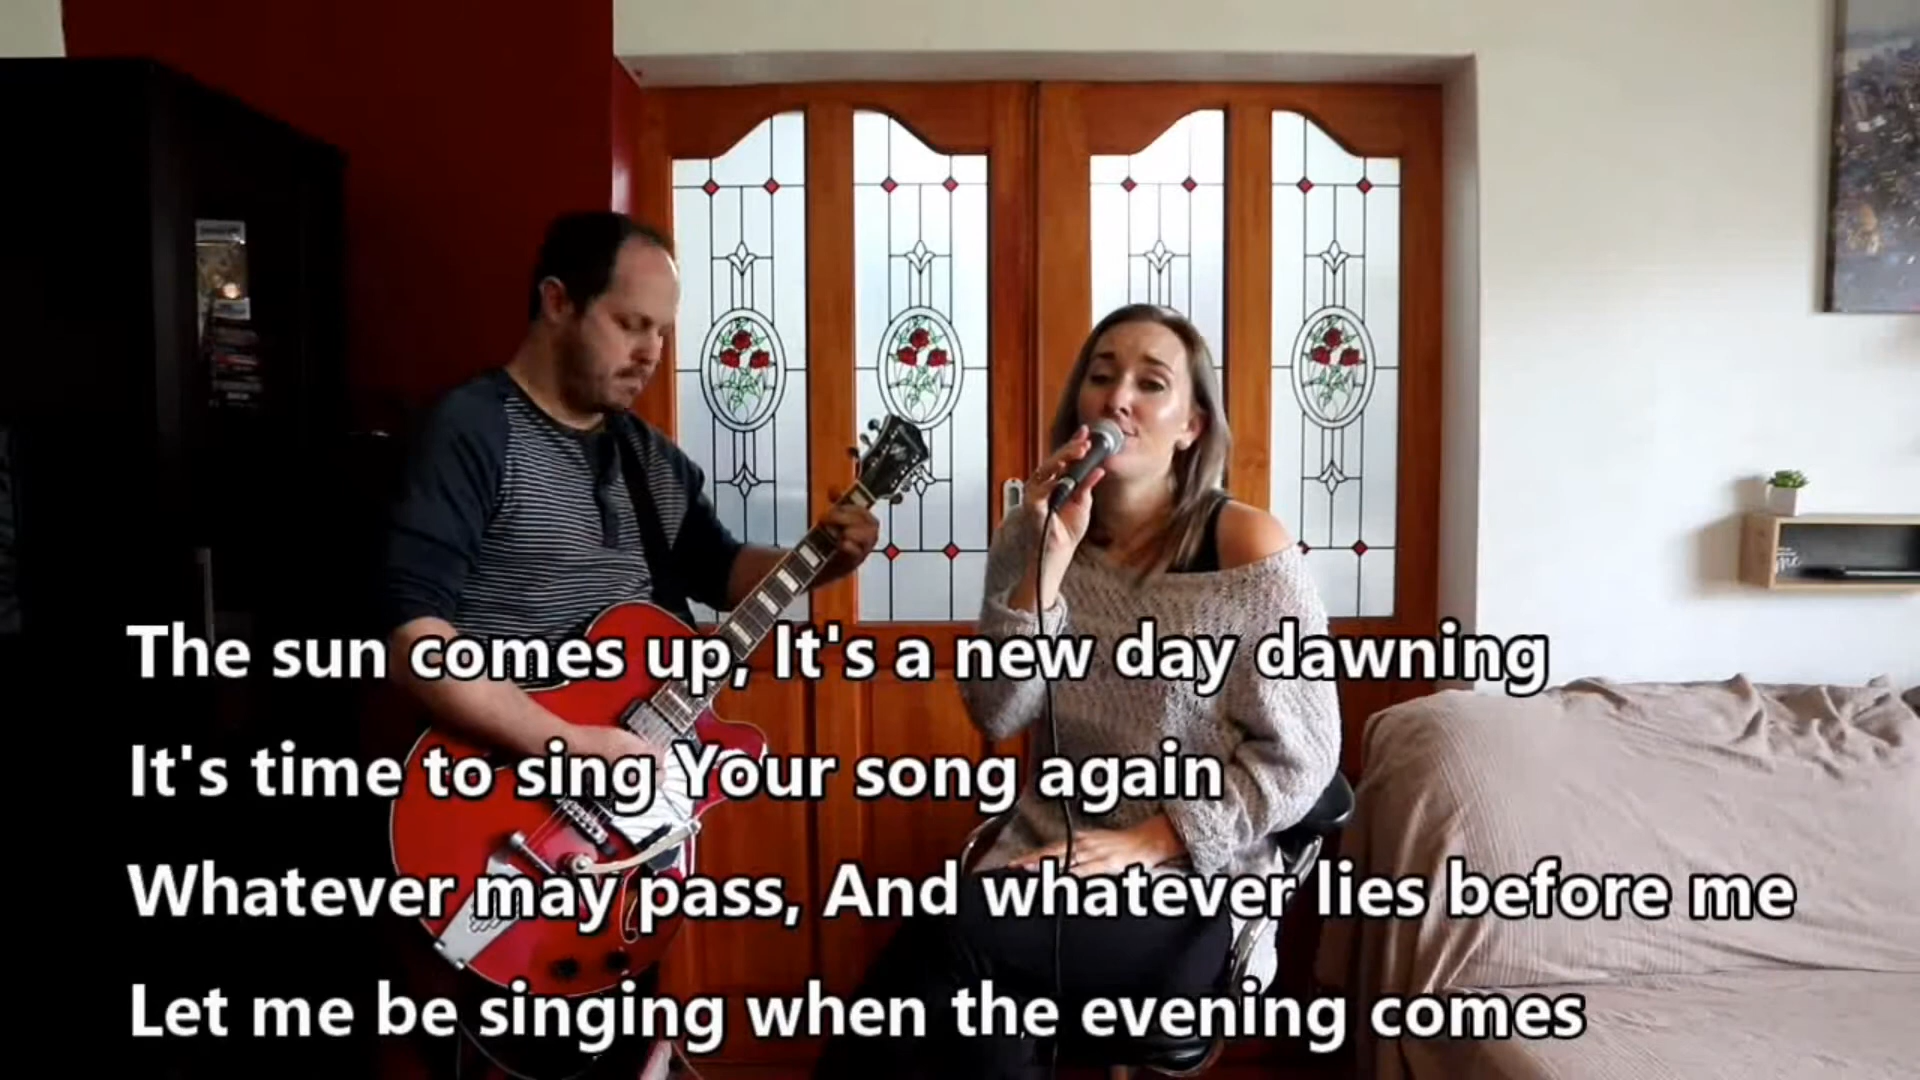 The sun comes up, It's a new day dawning
It's time to sing Your song again
Whatever may pass, And whatever lies before me
Let me be singing when the evening comes